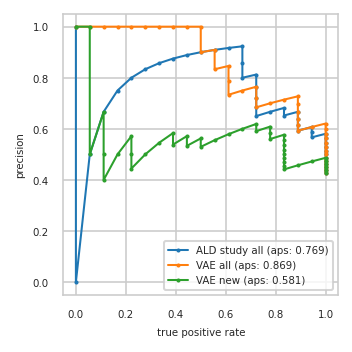 1.0
0.8
0.6
0.4
0.2
0.0
precision
0.0 0.2 0.4 0.6 0.8 1.0
true positive rate
ALD study all (aps: 0.769)
VAE all (aps: 0.869)
VAE new (aps: 0.581)